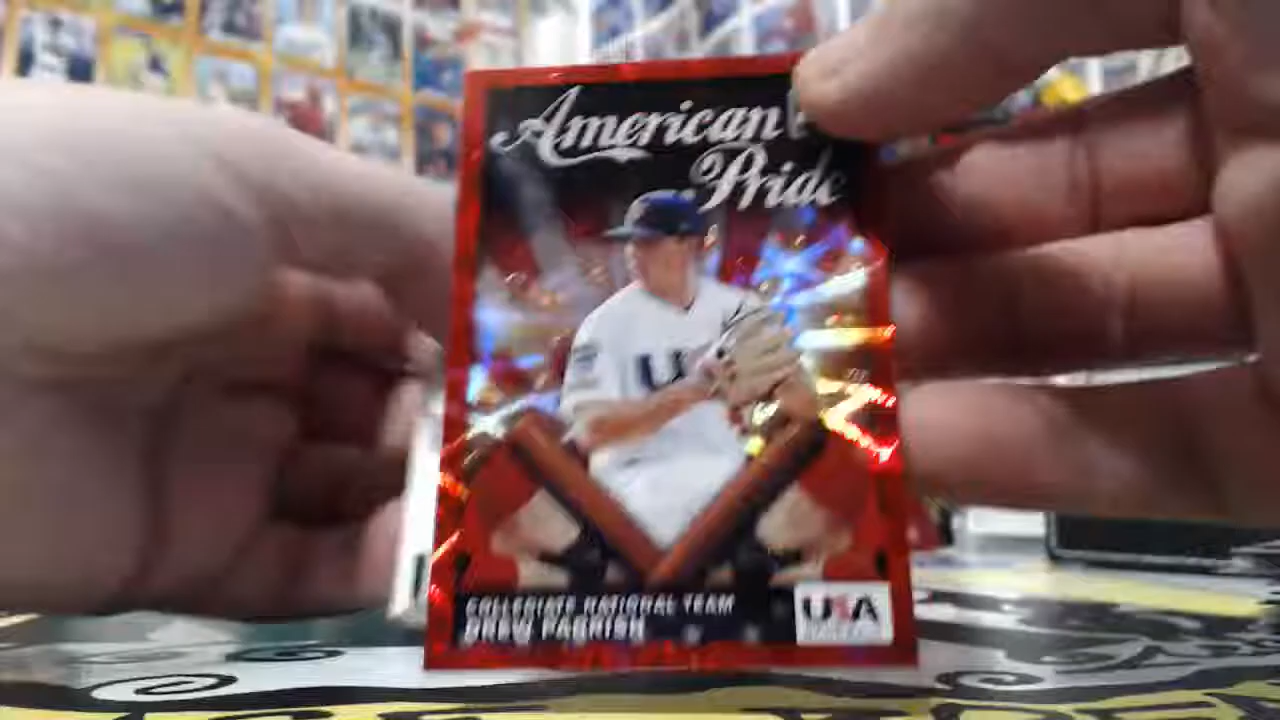 American
Pride
U
COLLEGIATE NATIONAL TEAM
DREW PARRISH
USA